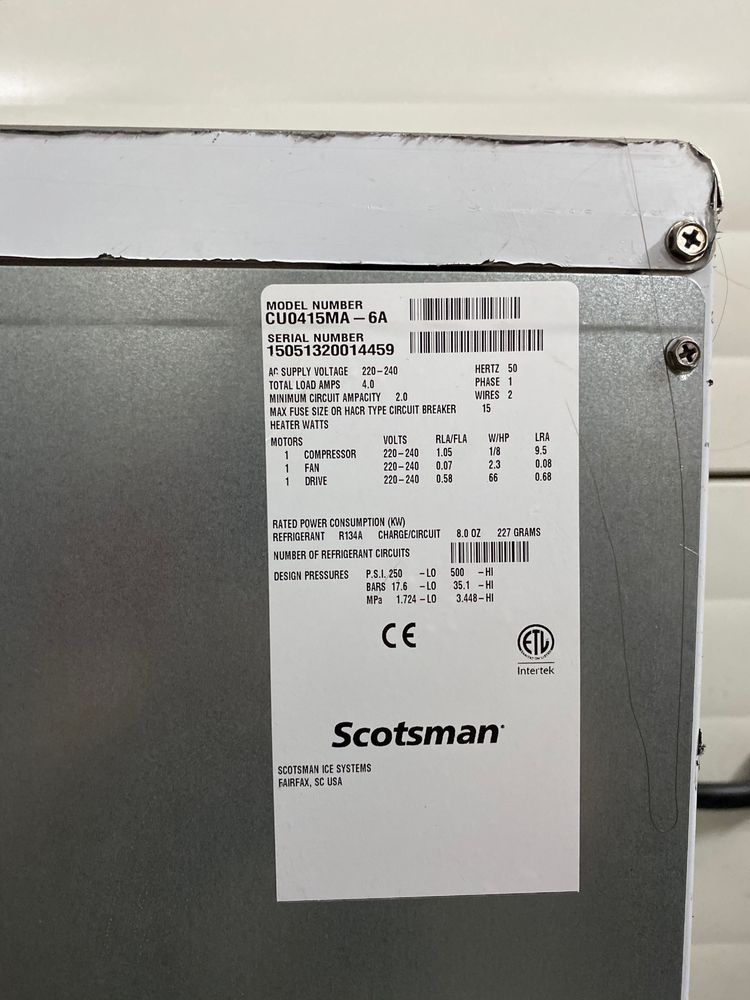 MODEL NUMBER
CU0415MA – 6A
SERIAL NUMBER
15051320014459
AC SUPPLY VOLTAGE 220–240 HERTZ 50
TOTAL LOAD AMPS 4.0 PHASE 1
MINIMUM CIRCUIT AMPACITY 2.0 WIRES 2
MAX FUSE SIZE OR HACR TYPE CIRCUIT BREAKER 15
HEATER WATTS
MOTORS VOLTS RLA/FLA W/HP LRA
1 COMPRESSOR 220–240 1.05 1/8 9.5
1 FAN 220–240 0.07 2.3 0.08
1 DRIVE 220–240 0.58 66 0.68
RATED POWER CONSUMPTION (KW)
REFRIGERANT R134A CHARGE/CIRCUIT 8.0 OZ 227 GRAMS
NUMBER OF REFRIGERANT CIRCUITS
DESIGN PRESSURES P.S.I. 250 –LO 500 –HI
BARS 17.6 –LO 35.1 –HI
MPa 1.724 –LO 3.448–HI
CE
ETL
Intertek
Scotsman
SCOTSMAN ICE SYSTEMS
FAIRFAX, SC USA